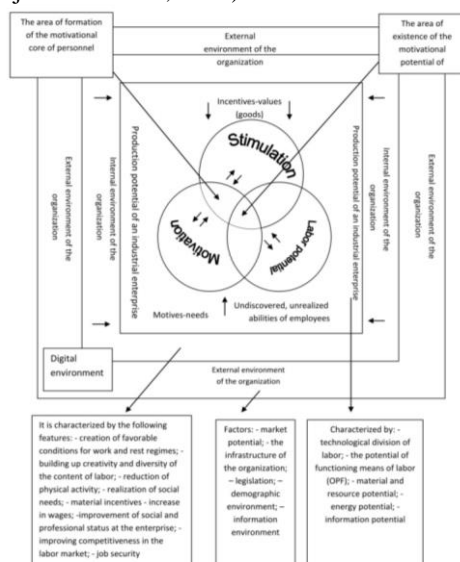 The area of formation
of the motivational
core of personnel
External
environment of the
organization
The area of
existence of the
motivational
potential of
Incentives-values
(goods)
Stimulation
Motivation
Labor potential
External environment of the
organization
Internal environment of the
organization
Production potential of an industrial enterprise
Production potential of an industrial enterprise
Internal environment of the
organization
External environment of the
organization
Motives-needs
Undiscovered, unrealized
abilities of employees
Digital
environment
External environment
of the organization
It is characterized by the following
features: - creation of favorable
conditions for work and rest regimes; -
building up creativity and diversity of
the content of labor; - reduction of
physical activity; - realization of social
needs; - material incentives - increase
in wages; -improvement of social and
professional status at the enterprise; -
improving competitiveness in the
labor market; - job security
Factors: - market
potential; - the
infrastructure of
the organization;
– legislation; –
demographic
environment; –
information
environment
Characterized by: -
technological division of
labor; - the potential of
functioning means of labor
(OPF); - material and
resource potential; -
energy potential; -
information potential